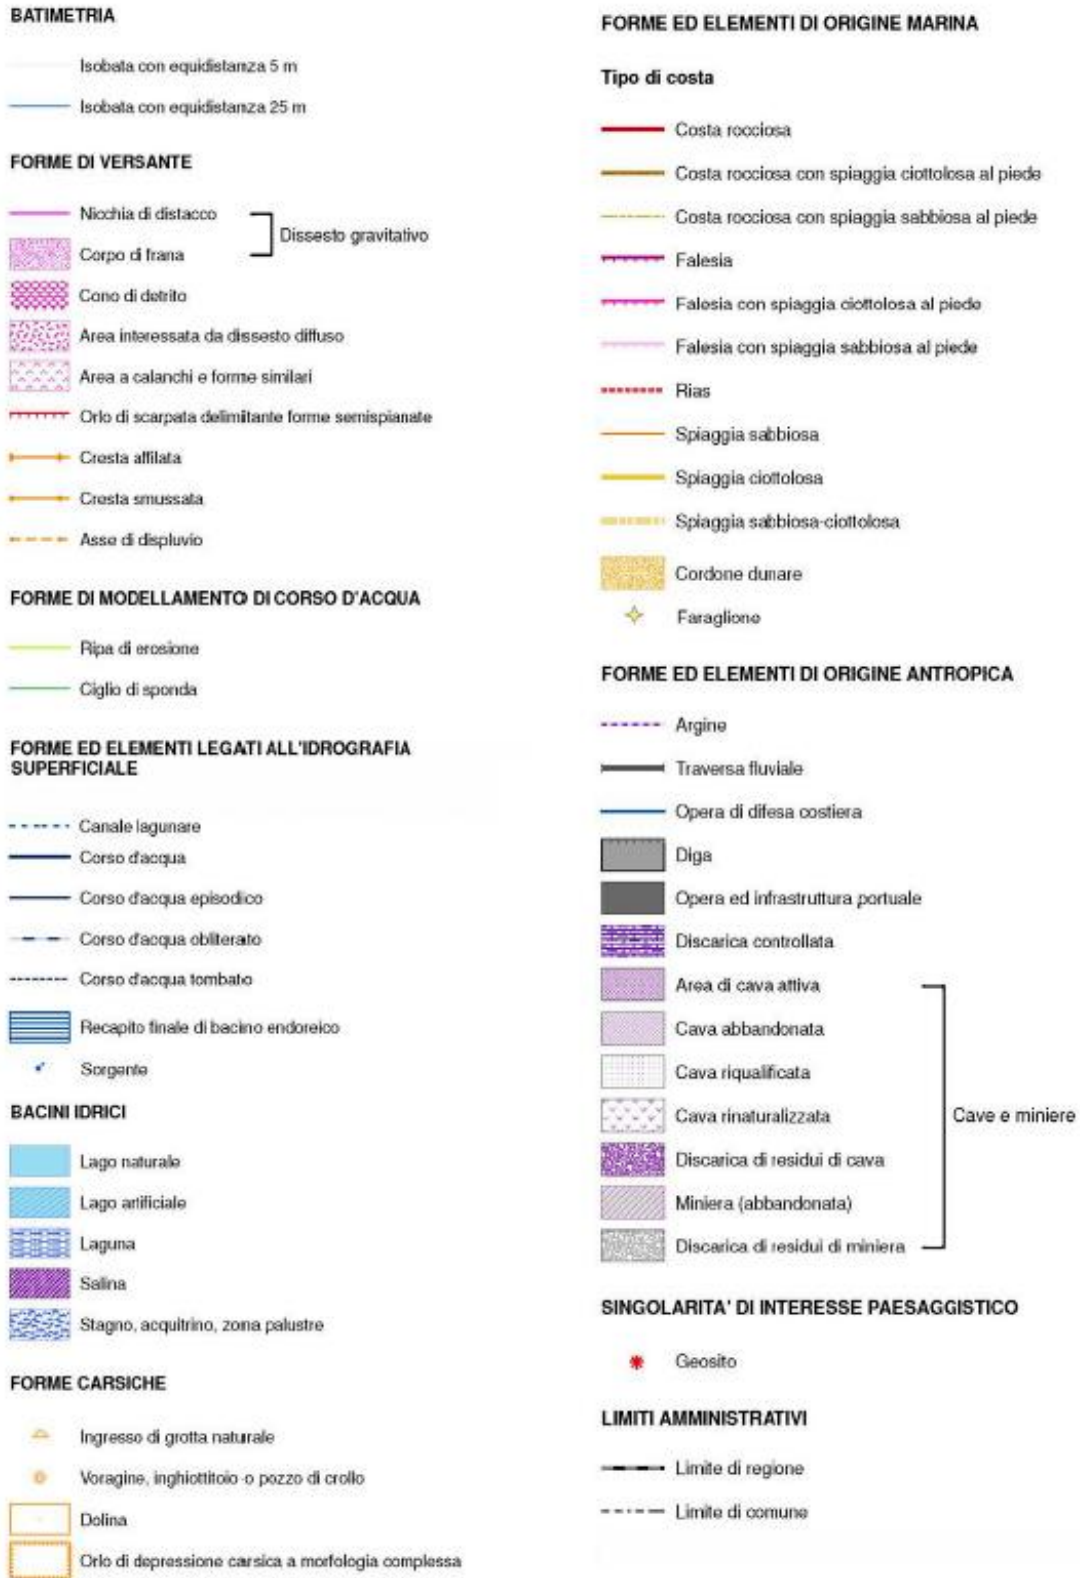 BATIMETRIA
Isobata con equidistanza 5 m
Isobata con equidistanza 25 m
FORME DI VERSANTE
Nicchia di distacco
Corpo di frana
Dissesto gravitativo
Cono di detrito
Area interessata da dissesto diffuso
Area a calanchi e forme similari
Orlo di scarpata delimitante forme semispianate
Cresta affilata
Cresta smussata
Asse di displuvio
FORME DI MODELLAMENTO DI CORSO D'ACQUA
Ripa di erosione
Ciglio di sponda
FORME ED ELEMENTI LEGATI ALL'IDROGRAFIA
SUPERFICIALE
Canale lagunare
Corso d'acqua
Corso d'acqua episodico
Corso d'acqua obliterato
Corso d'acqua tombato
Recapito finale di bacino endoreico
Sorgente
BACINI IDRICI
Lago naturale
Lago artificiale
Laguna
Salina
Stagno, acquitrino, zona palustre
FORME CARSICHE
Ingresso di grotta naturale
Voragine, inghiottitoio o pozzo di crollo
Dolina
Orlo di depressione carsica a morfologia complessa
FORME ED ELEMENTI DI ORIGINE MARINA
Tipo di costa
Costa rocciosa
Costa rocciosa con spiaggia ciottolosa al piede
Costa rocciosa con spiaggia sabbiosa al piede
Falesia
Falesia con spiaggia ciottolosa al piede
Falesia con spiaggia sabbiosa al piede
Rias
Spiaggia sabbiosa
Spiaggia ciottolosa
Spiaggia sabbiosa-ciottolosa
Cordone dunare
Faraglione
FORME ED ELEMENTI DI ORIGINE ANTROPICA
Argine
Traversa fluviale
Opera di difesa costiera
Diga
Opera ed infrastruttura portuale
Discarica controllata
Area di cava attiva
Cava abbandonata
Cava riqualificata
Cava rinaturalizzata
Cave e miniere
Discarica di residui di cava
Miniera (abbandonata)
Discarica di residui di miniera
SINGOLARITA' DI INTERESSE PAESAGGISTICO
Geosito
LIMITI AMMINISTRATIVI
Limite di regione
Limite di comune